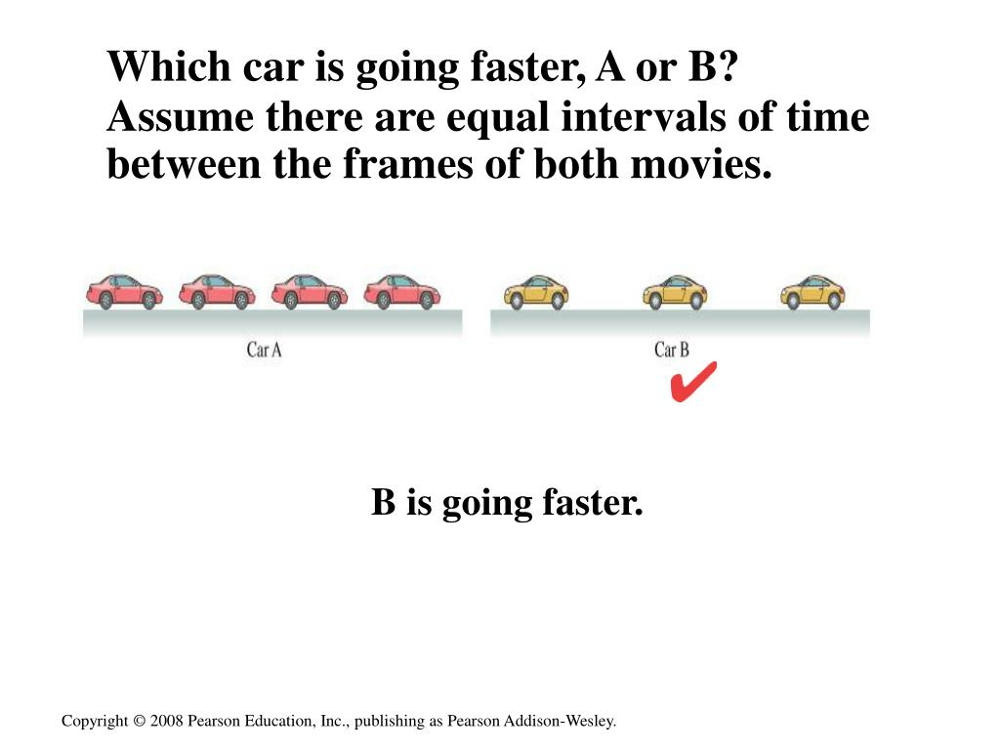 Which car is going faster, A or B?
Assume there are equal intervals of time
between the frames of both movies.
Car A
Car B
B is going faster.
Copyright © 2008 Pearson Education, Inc., publishing as Pearson Addison-Wesley.